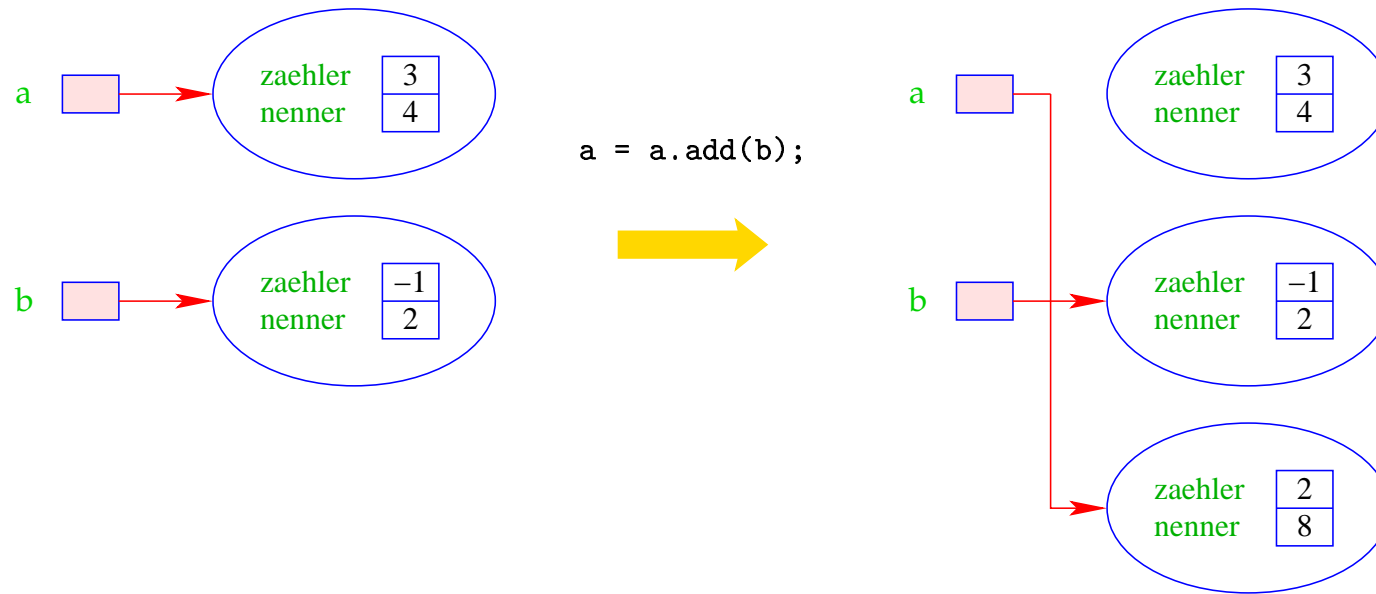 a
zaehler 3
nenner 4
b
zaehler –1
nenner 2
a = a.add(b);
a
zaehler 3
nenner 4
b
zaehler –1
nenner 2
zaehler 2
nenner 8